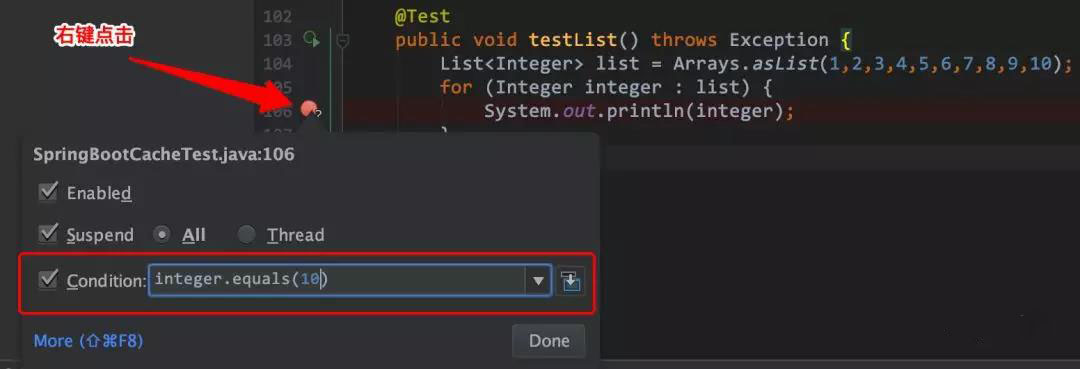 右键点击
102 @Test
103 public void testList() throws Exception {
104 List<Integer> list = Arrays.asList(1,2,3,4,5,6,7,8,9,10);
105 for (Integer integer : list) {
106 System.out.println(integer);
SpringBootCacheTest.java:106
Enabled
Suspend All Thread
Condition: integer.equals(10)
More (⇧⌘F8) Done